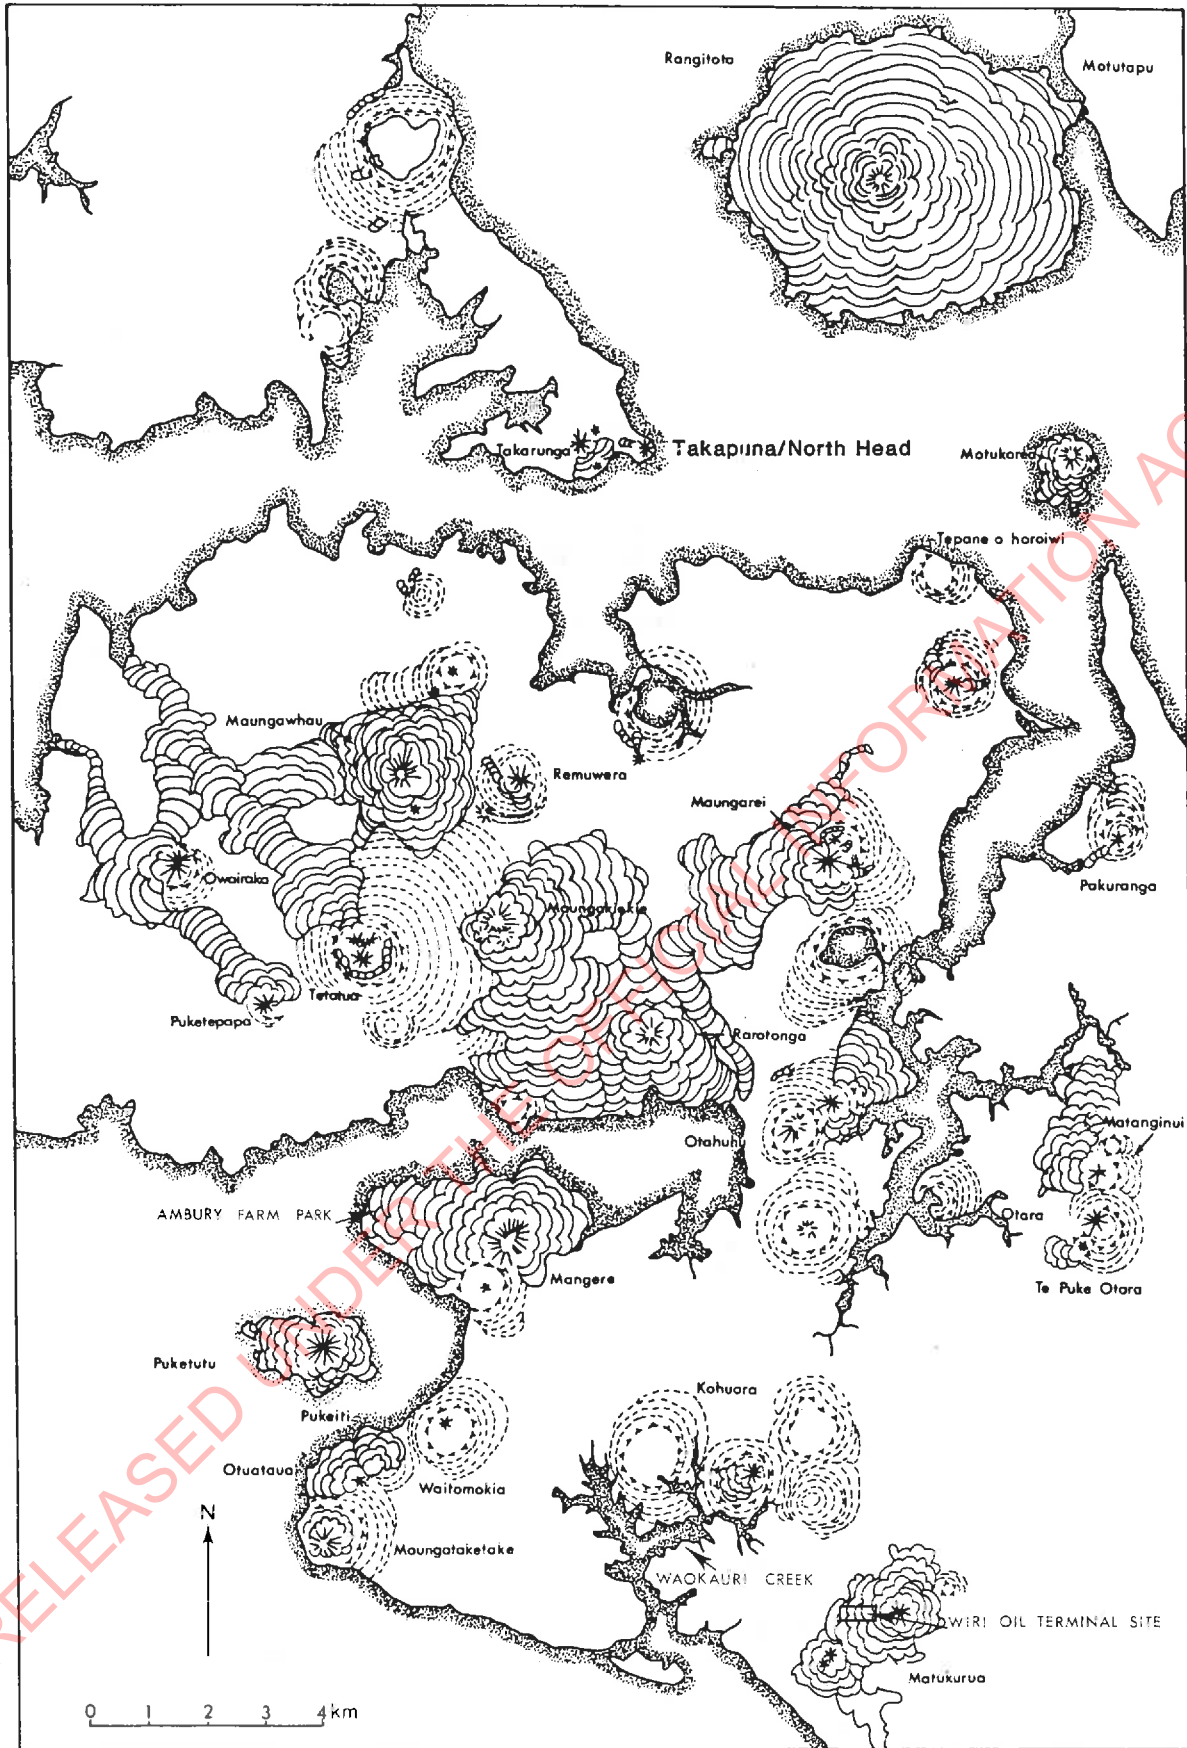 Rangitoto
Motutapu
Takarunga
Takapuna/North Head
Motukorea
Tepane o horoiwi
Maungawhau
Remuwera
Maungarei
Owairaka
Pakuranga
Maungakiekie
Tetatua
Puketepapa
Rarotonga
Otahuhu
Matanginui
AMBURY FARM PARK
Otara
Mangere
Te Puke Otara
Puketutu
Kohuora
Pukeiti
Otuataua
Waitomokia
N
Maungataketake
WAOKAURI CREEK
WIRI OIL TERMINAL SITE
Matukurua
0 1 2 3 4 km
RELEASED UNDER THE OFFICIAL INFORMATION AC